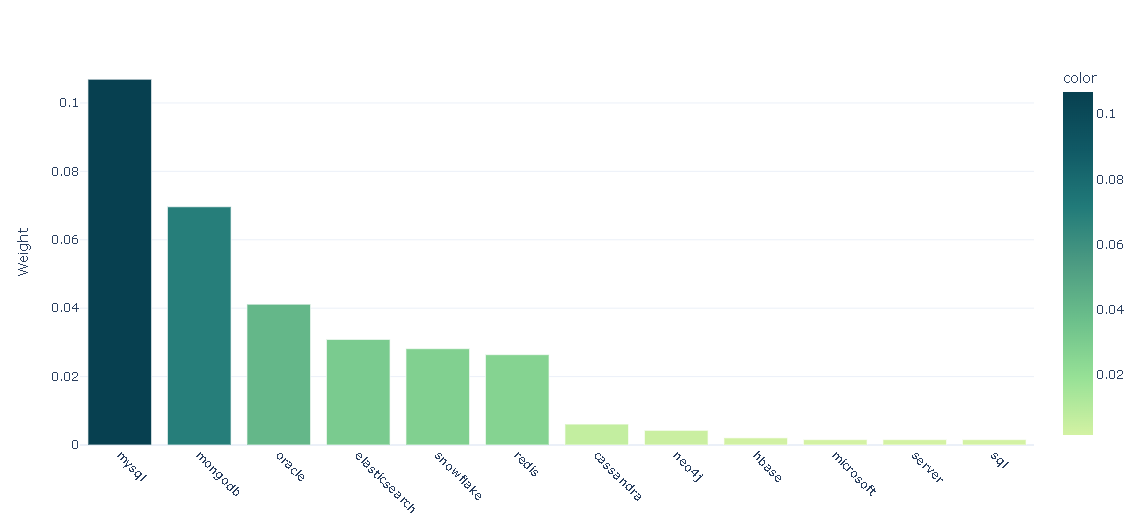 Weight
0.1
0.08
0.06
0.04
0.02
0
mysql
mongodb
oracle
elasticsearch
snowflake
redis
cassandra
neo4j
hbase
microsoft
server
sql
color
0.1
0.08
0.06
0.04
0.02